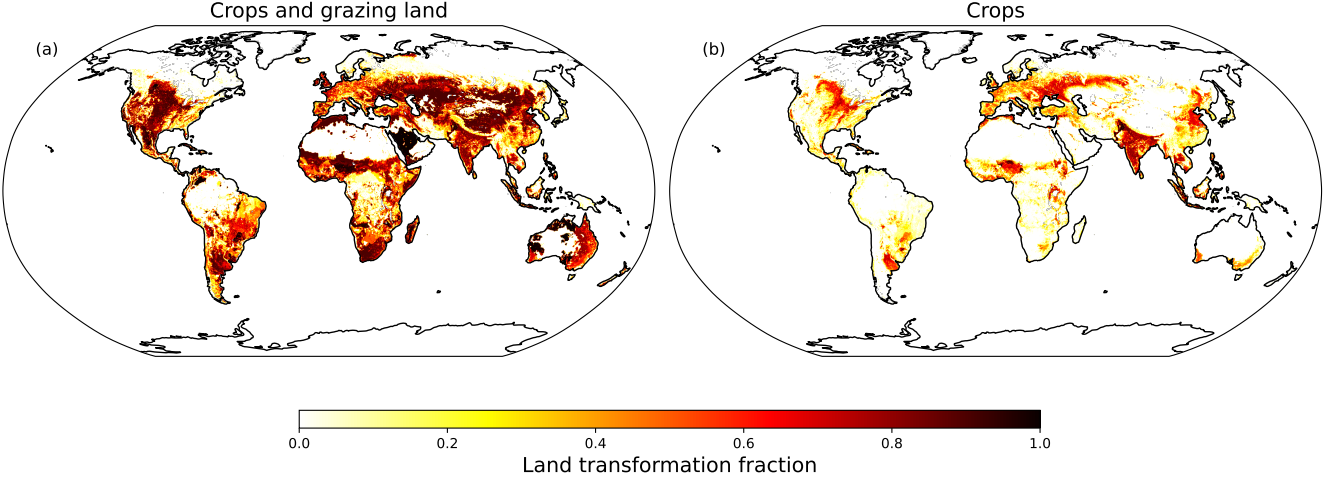 Crops and grazing land
Crops
(a)
(b)
0.0 0.2 0.4 0.6 0.8 1.0
Land transformation fraction